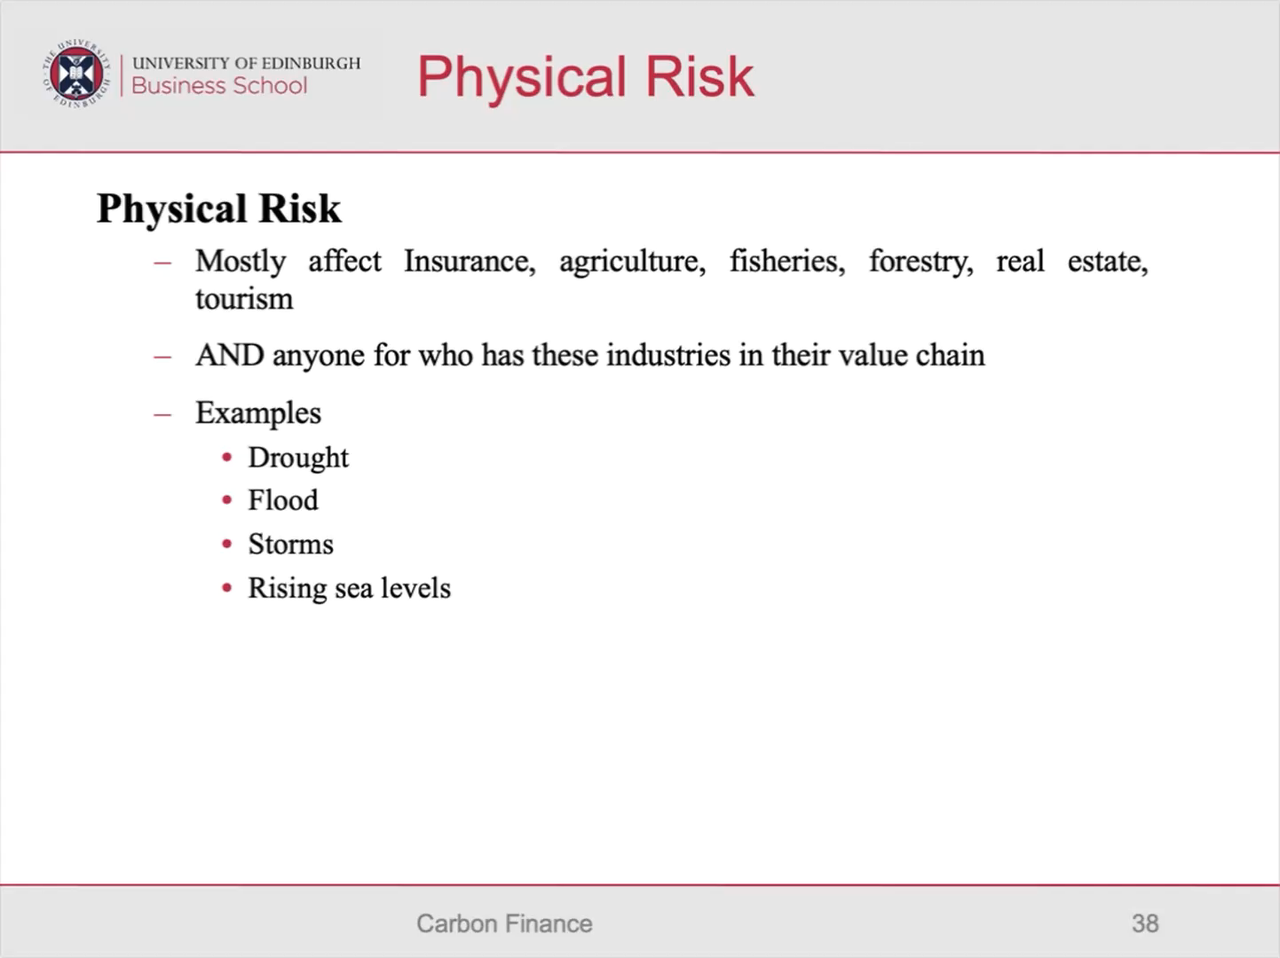 THE UNIVERSITY OF EDINBURGH
UNIVERSITY OF EDINBURGH
Business School
Physical Risk
Physical Risk
– Mostly affect Insurance, agriculture, fisheries, forestry, real estate,
tourism
– AND anyone for who has these industries in their value chain
– Examples
• Drought
• Flood
• Storms
• Rising sea levels
Carbon Finance
38